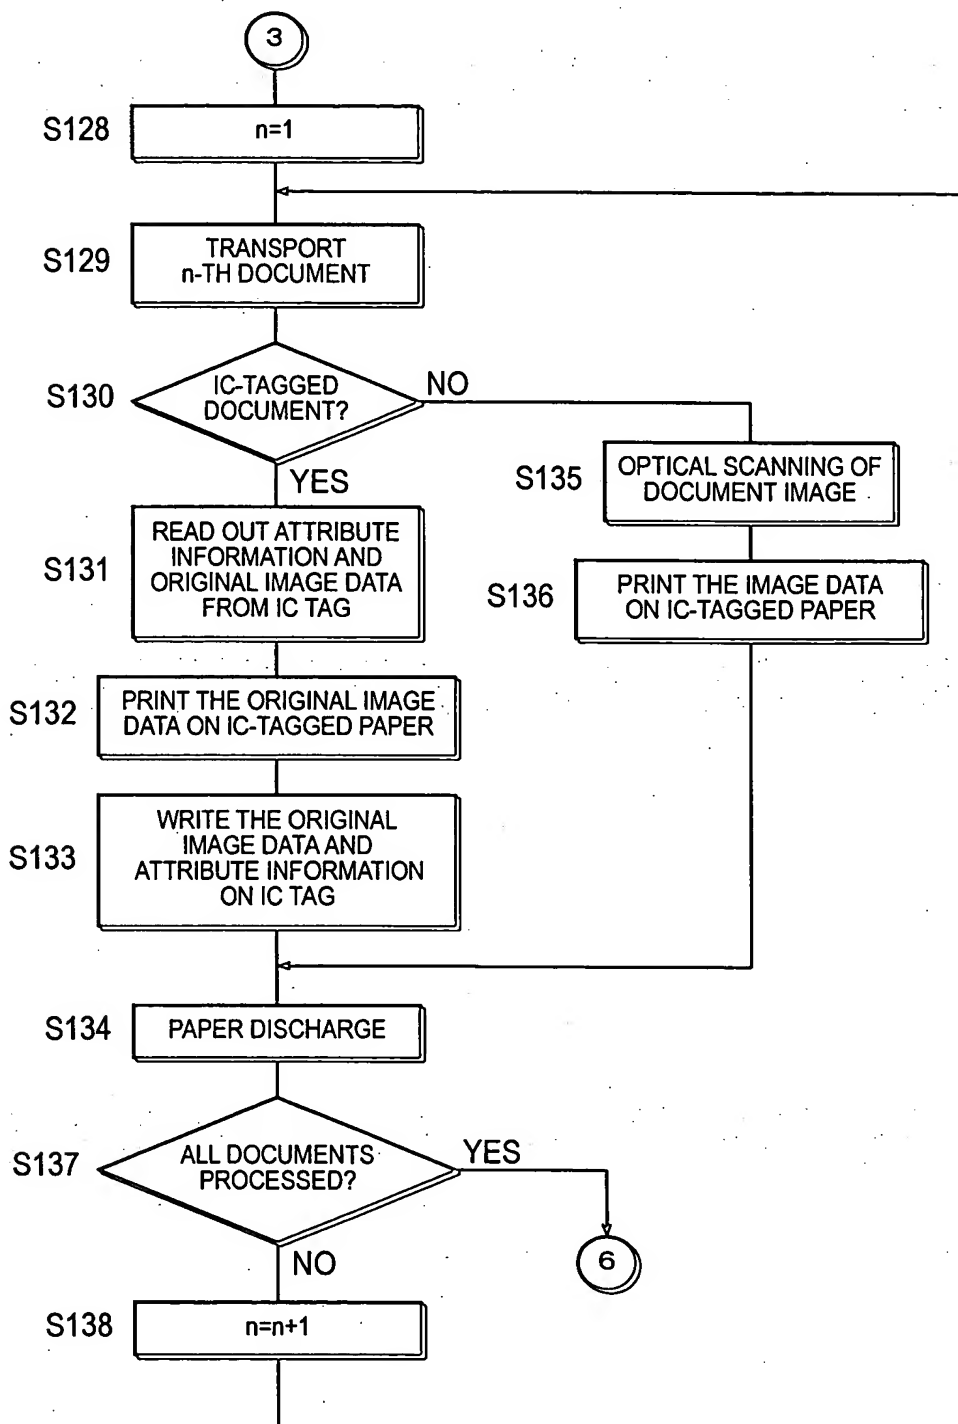 3
S128
n=1
S129
TRANSPORT
n-TH DOCUMENT
S130
IC-TAGGED
DOCUMENT?
NO
YES
S135
OPTICAL SCANNING OF
DOCUMENT IMAGE
S131
READ OUT ATTRIBUTE
INFORMATION AND
ORIGINAL IMAGE DATA
FROM IC TAG
S136
PRINT THE IMAGE DATA
ON IC-TAGGED PAPER
S132
PRINT THE ORIGINAL IMAGE
DATA ON IC-TAGGED PAPER
S133
WRITE THE ORIGINAL
IMAGE DATA AND
ATTRIBUTE INFORMATION
ON IC TAG
S134
PAPER DISCHARGE
S137
ALL DOCUMENTS
PROCESSED?
YES
6
NO
S138
n=n+1